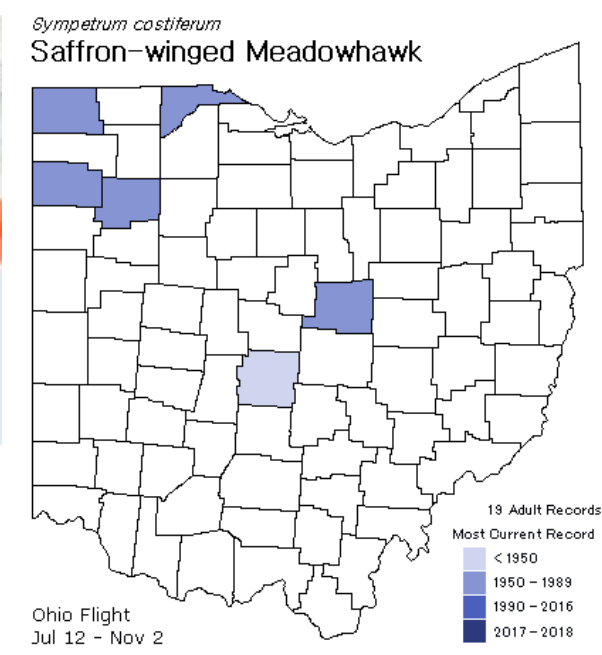 Sympetrum costiferum
Saffron-winged Meadowhawk
19 Adult Records
Most Current Record
< 1950
1950 - 1989
1990 - 2016
2017 - 2018
Ohio Flight
Jul 12 - Nov 2